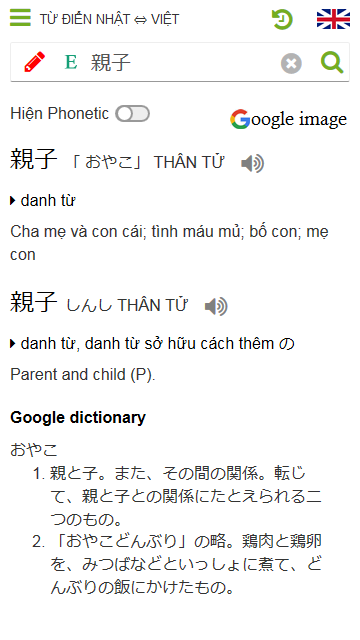 TỪ ĐIỂN NHẬT ⇔ VIỆT
E 親子
Hiện Phonetic
Google image
親子 「 おやこ」 THÂN TỬ
danh từ
Cha mẹ và con cái; tình máu mủ; bố con; mẹ
con
親子 しんし THÂN TỬ
danh từ, danh từ sở hữu cách thêm の
Parent and child (P).
Google dictionary
おやこ
1. 親と子。また、その間の関係。転じ
て、親と子との関係にたとえられる二
つのもの。
2. 「おやこどんぶり」の略。鶏肉と鶏卵
を、みつばなどといっしょに煮て、ど
んぶりの飯にかけたもの。